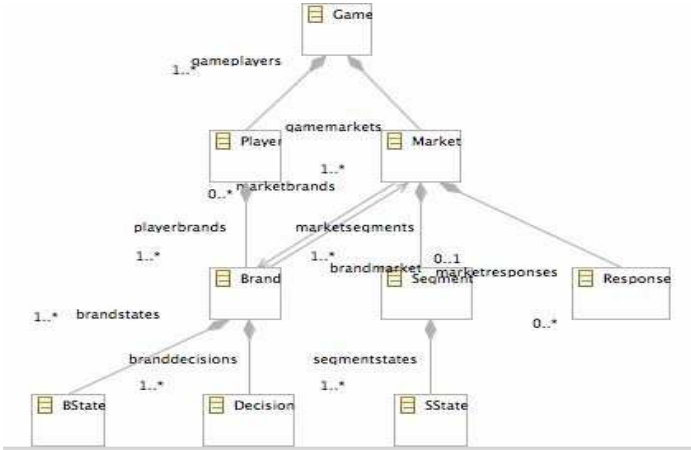 Game
gameplayers
1..*
Player
gamemarkets
Market
1..*
0..*
marketbrands
playerbrands
marketsegments
1..*
1..*
brandmarket
0..1
marketresponses
Brand
Segment
Response
1..*
brandstates
0..*
branddecisions
segmentstates
1..*
1..*
BState
Decision
SState